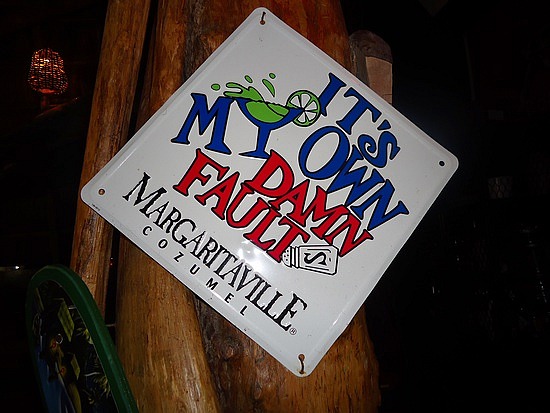 IT'S
MY OWN
DAMN
FAULT
S
MARGARITAVILLE®
COZUMEL